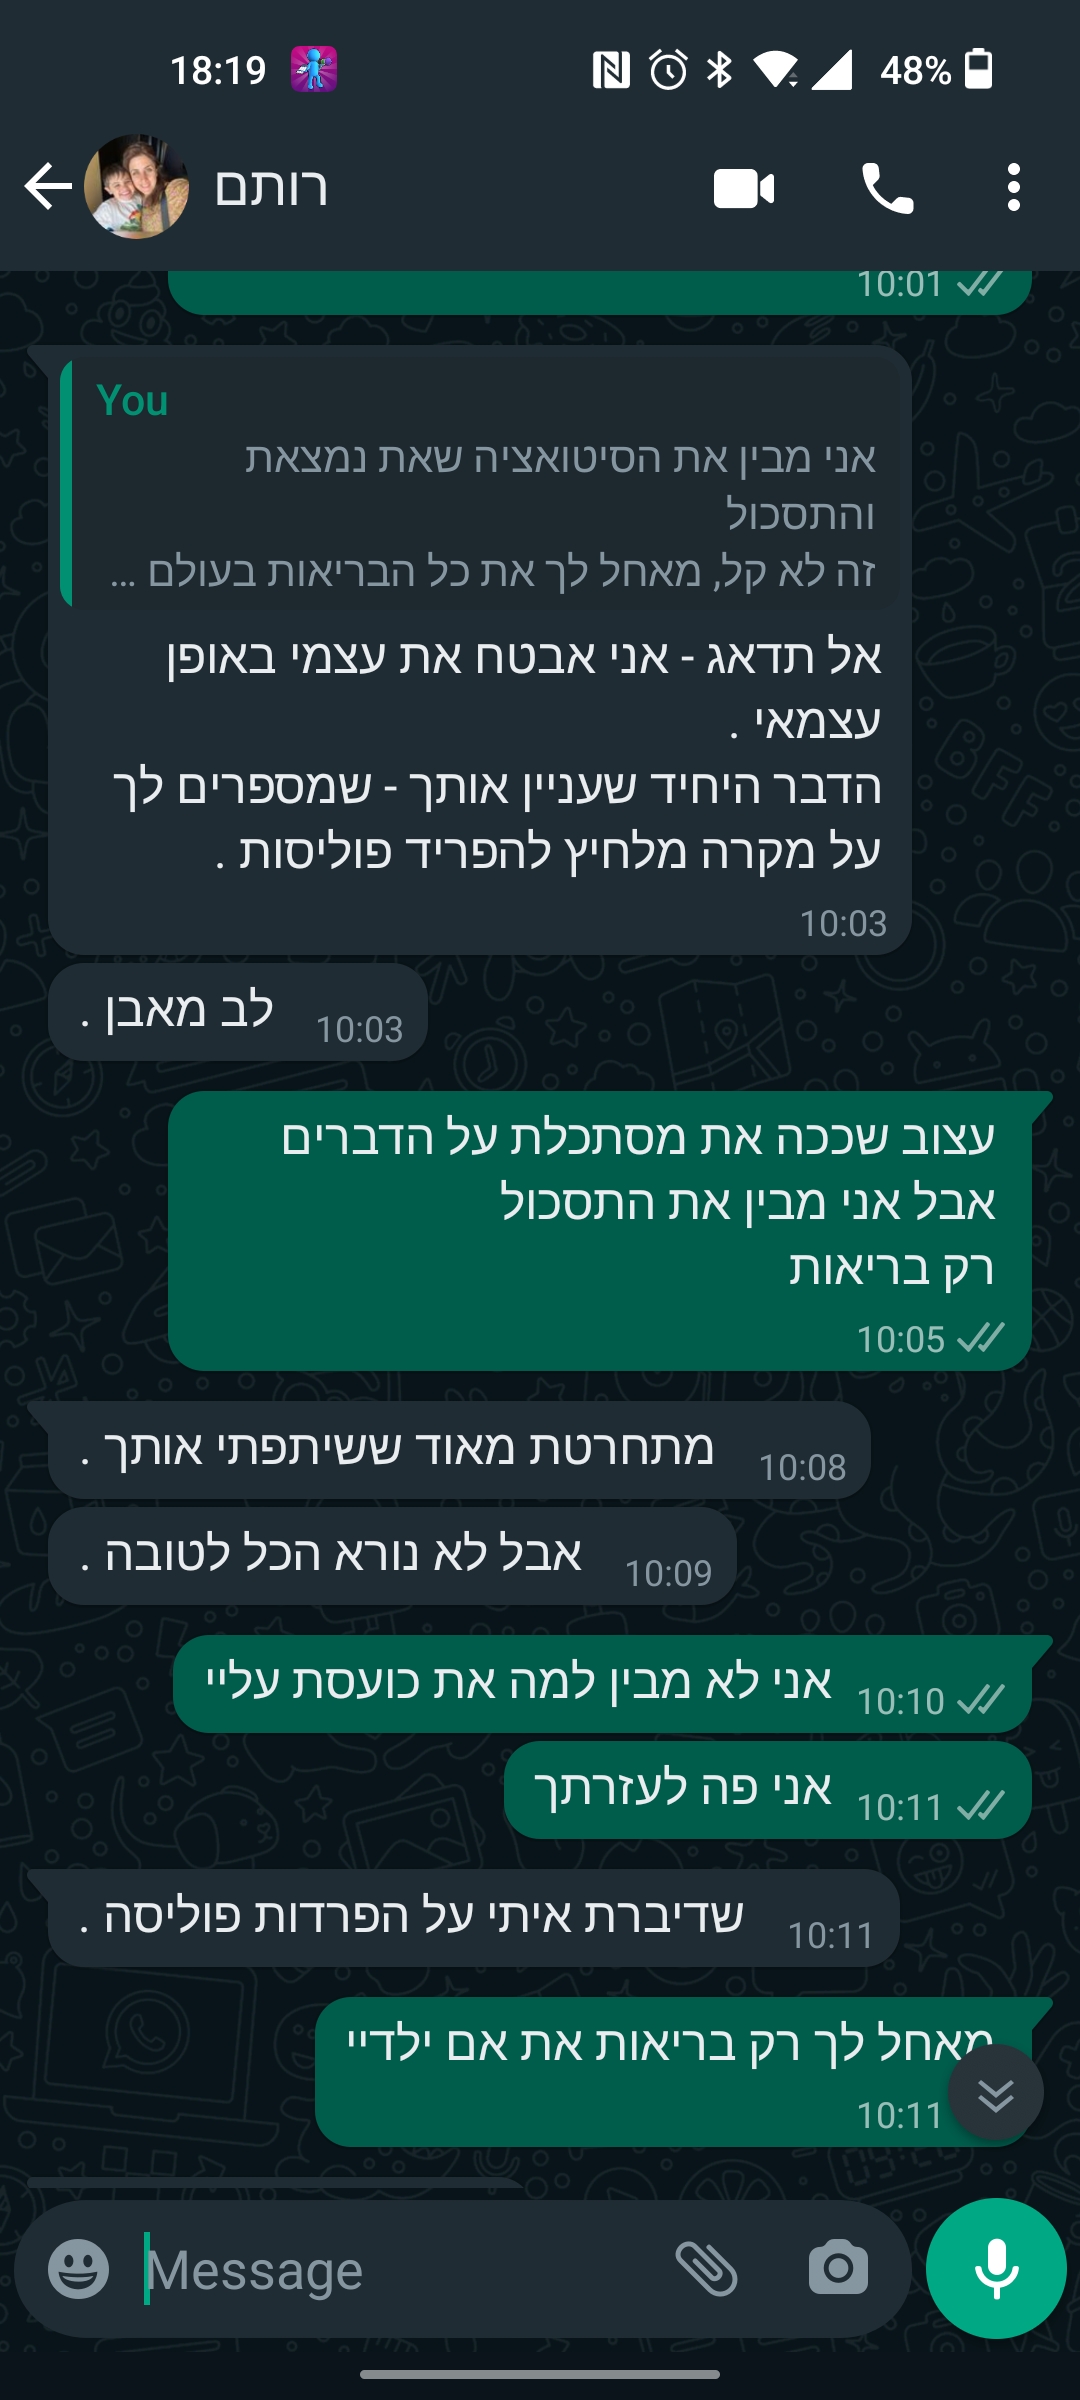 18:19
48%
רותם
10:01
You
אני מבין את הסיטואציה שאת נמצאת
והתסכול
זה לא קל, מאחל לך את כל הבריאות בעולם ...
אל תדאג - אני אבטח את עצמי באופן
עצמאי .
הדבר היחיד שעניין אותך - שמספרים לך
על מקרה מלחיץ להפריד פוליסות .
10:03
לב מאבן .
10:03
עצוב שככה את מסתכלת על הדברים
אבל אני מבין את התסכול
רק בריאות
10:05
מתחרטת מאוד ששיתפתי אותך .
10:08
אבל לא נורא הכל לטובה .
10:09
אני לא מבין למה את כועסת עליי
10:10
אני פה לעזרתך
10:11
שדיברת איתי על הפרדות פוליסה .
10:11
מאחל לך רק בריאות את אם ילדיי
10:11
Message